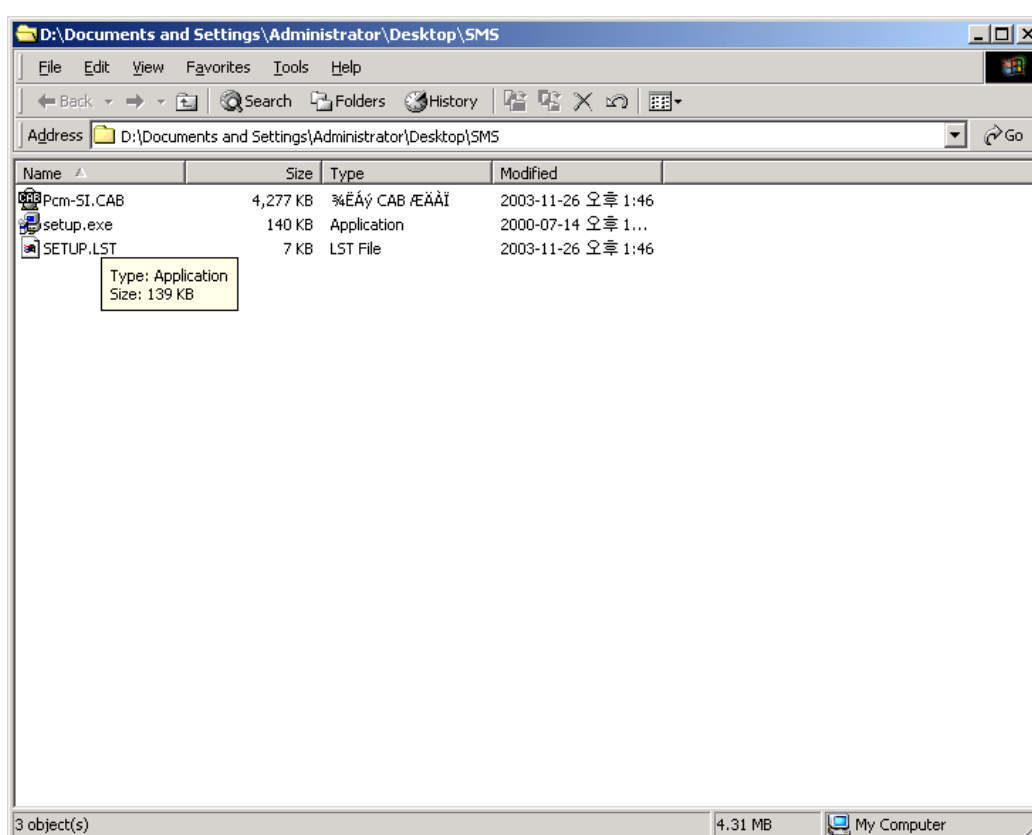 D:\Documents and Settings\Administrator\Desktop\SMS
File Edit View Favorites Tools Help
Back Search Folders History
Address D:\Documents and Settings\Administrator\Desktop\SMS Go
Name Size Type Modified
CAB Pcm-SI.CAB 4,277 KB ¾ËÁý CAB ÆÄÀÏ 2003-11-26 오후 1:46
setup.exe 140 KB Application 2000-07-14 오후 1...
SETUP.LST 7 KB LST File 2003-11-26 오후 1:46
Type: Application
Size: 139 KB
3 object(s) 4.31 MB My Computer